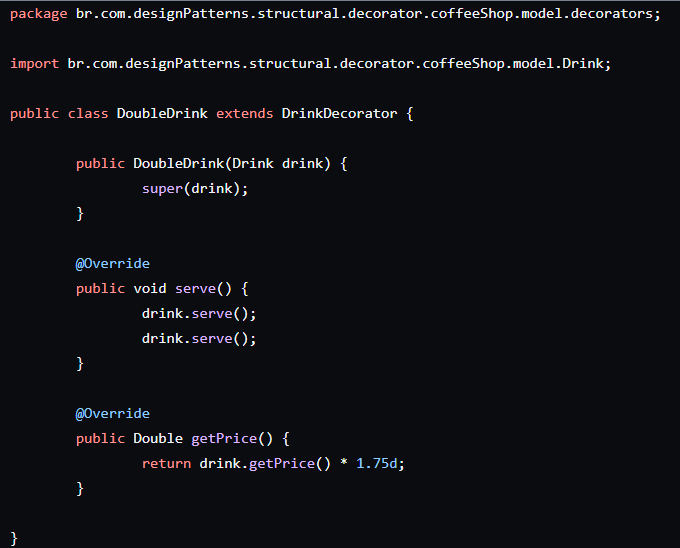 package br.com.designPatterns.structural.decorator.coffeeShop.model.decorators;
import br.com.designPatterns.structural.decorator.coffeeShop.model.Drink;
public class DoubleDrink extends DrinkDecorator {
public DoubleDrink(Drink drink) {
super(drink);
}
@Override
public void serve() {
drink.serve();
drink.serve();
}
@Override
public Double getPrice() {
return drink.getPrice() * 1.75d;
}
}